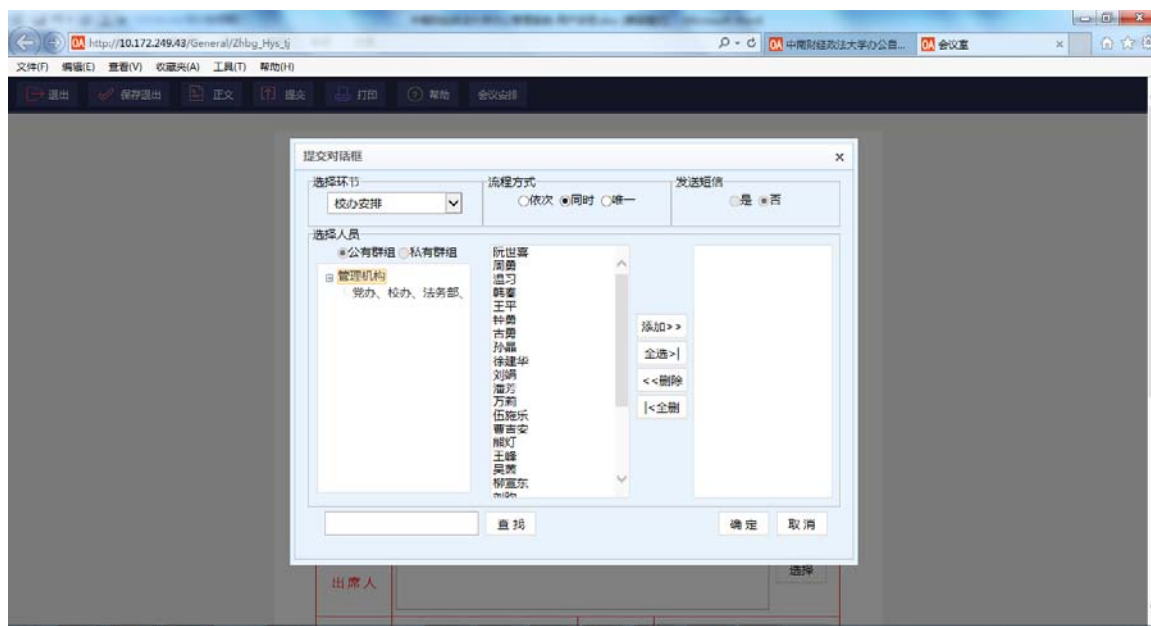 http://10.172.249.43/General/Zhbg_Hys_tj
中南财经政法大学办公自...
会议室
文件(F) 编辑(E) 查看(V) 收藏夹(A) 工具(T) 帮助(H)
退出 保存退出 正文 提交 打印 帮助 会议安排
提交对话框
选择环节 流程方式 发送短信
校办安排 依次 同时 唯一 是 否
选择人员
公有群组 私有群组
管理机构
党办、校办、法务部、
阮世喜
周勇
温习
韩骞
王平
钟勇
古勇
孙晶
徐建华
刘娟
潘芳
万莉
伍施乐
曹吉安
熊灯
王峰
吴茜
柳宣东
添加>>
全选>|
<<删除
|<全删
查找 确定 取消
选择
出席人